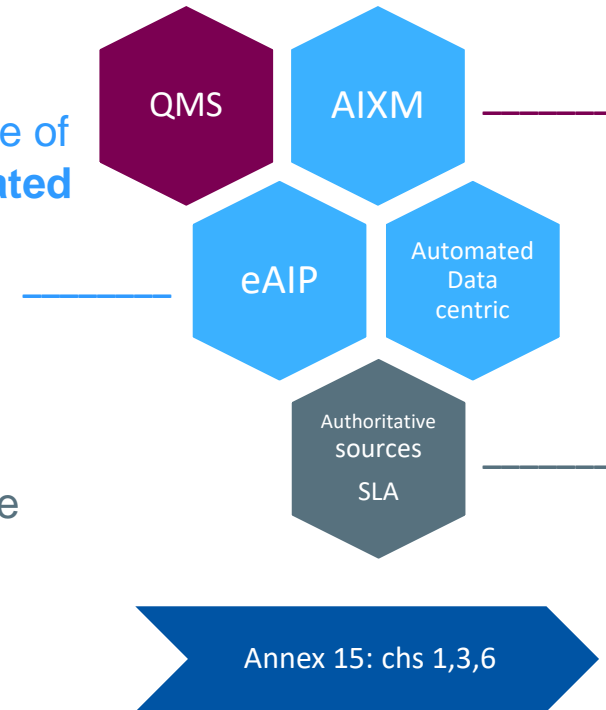 QMS
AIXM
e of
ated
eAIP
Automated
Data
centric
Authoritative
sources
SLA
e
Annex 15: chs 1,3,6